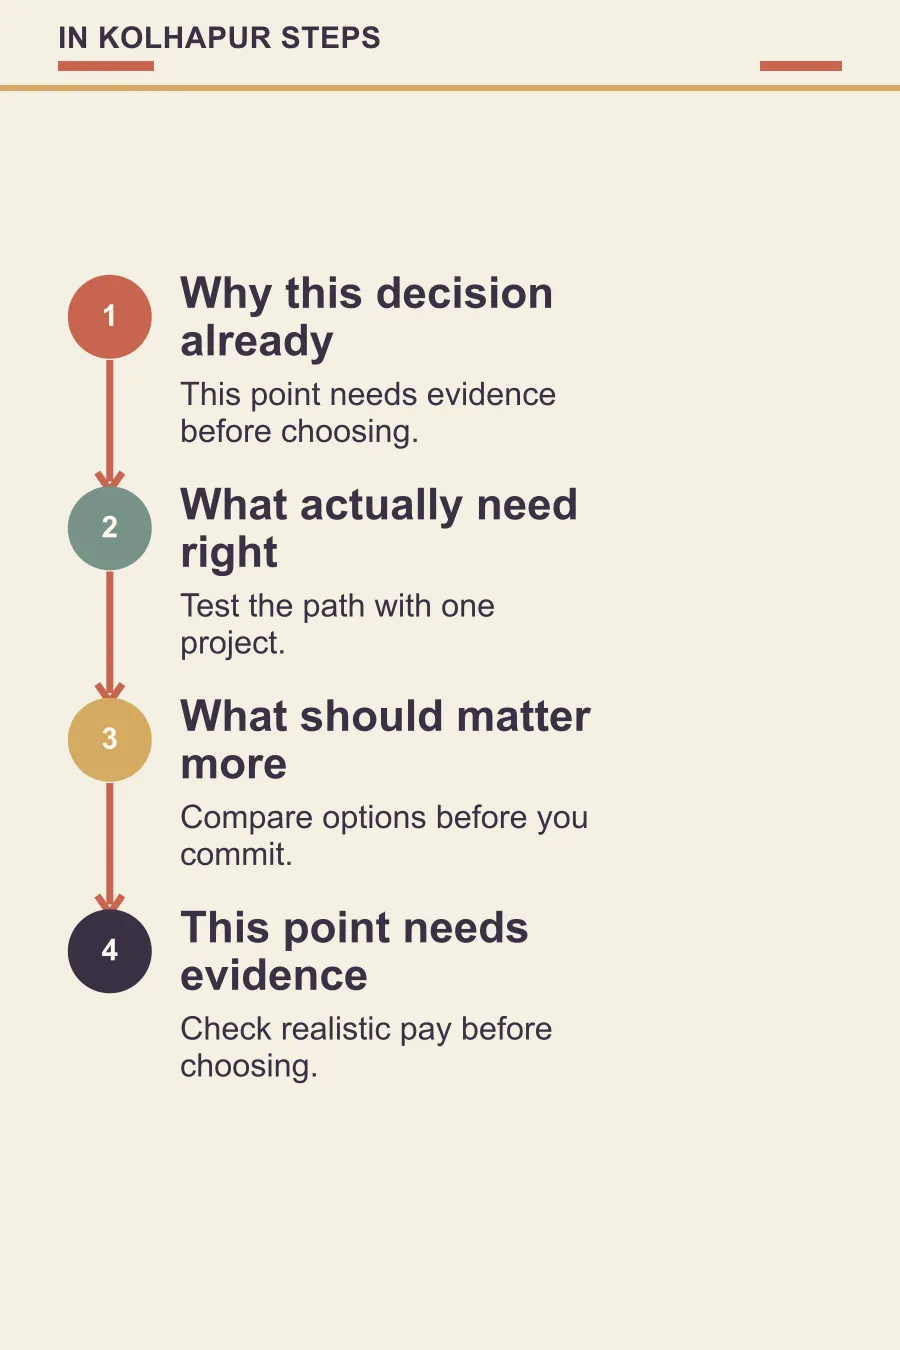 IN KOLHAPUR STEPS
1
Why this decision
already
This point needs evidence
before choosing.
2
What actually need
right
Test the path with one
project.
3
What should matter
more
Compare options before you
commit.
4
This point needs
evidence
Check realistic pay before
choosing.